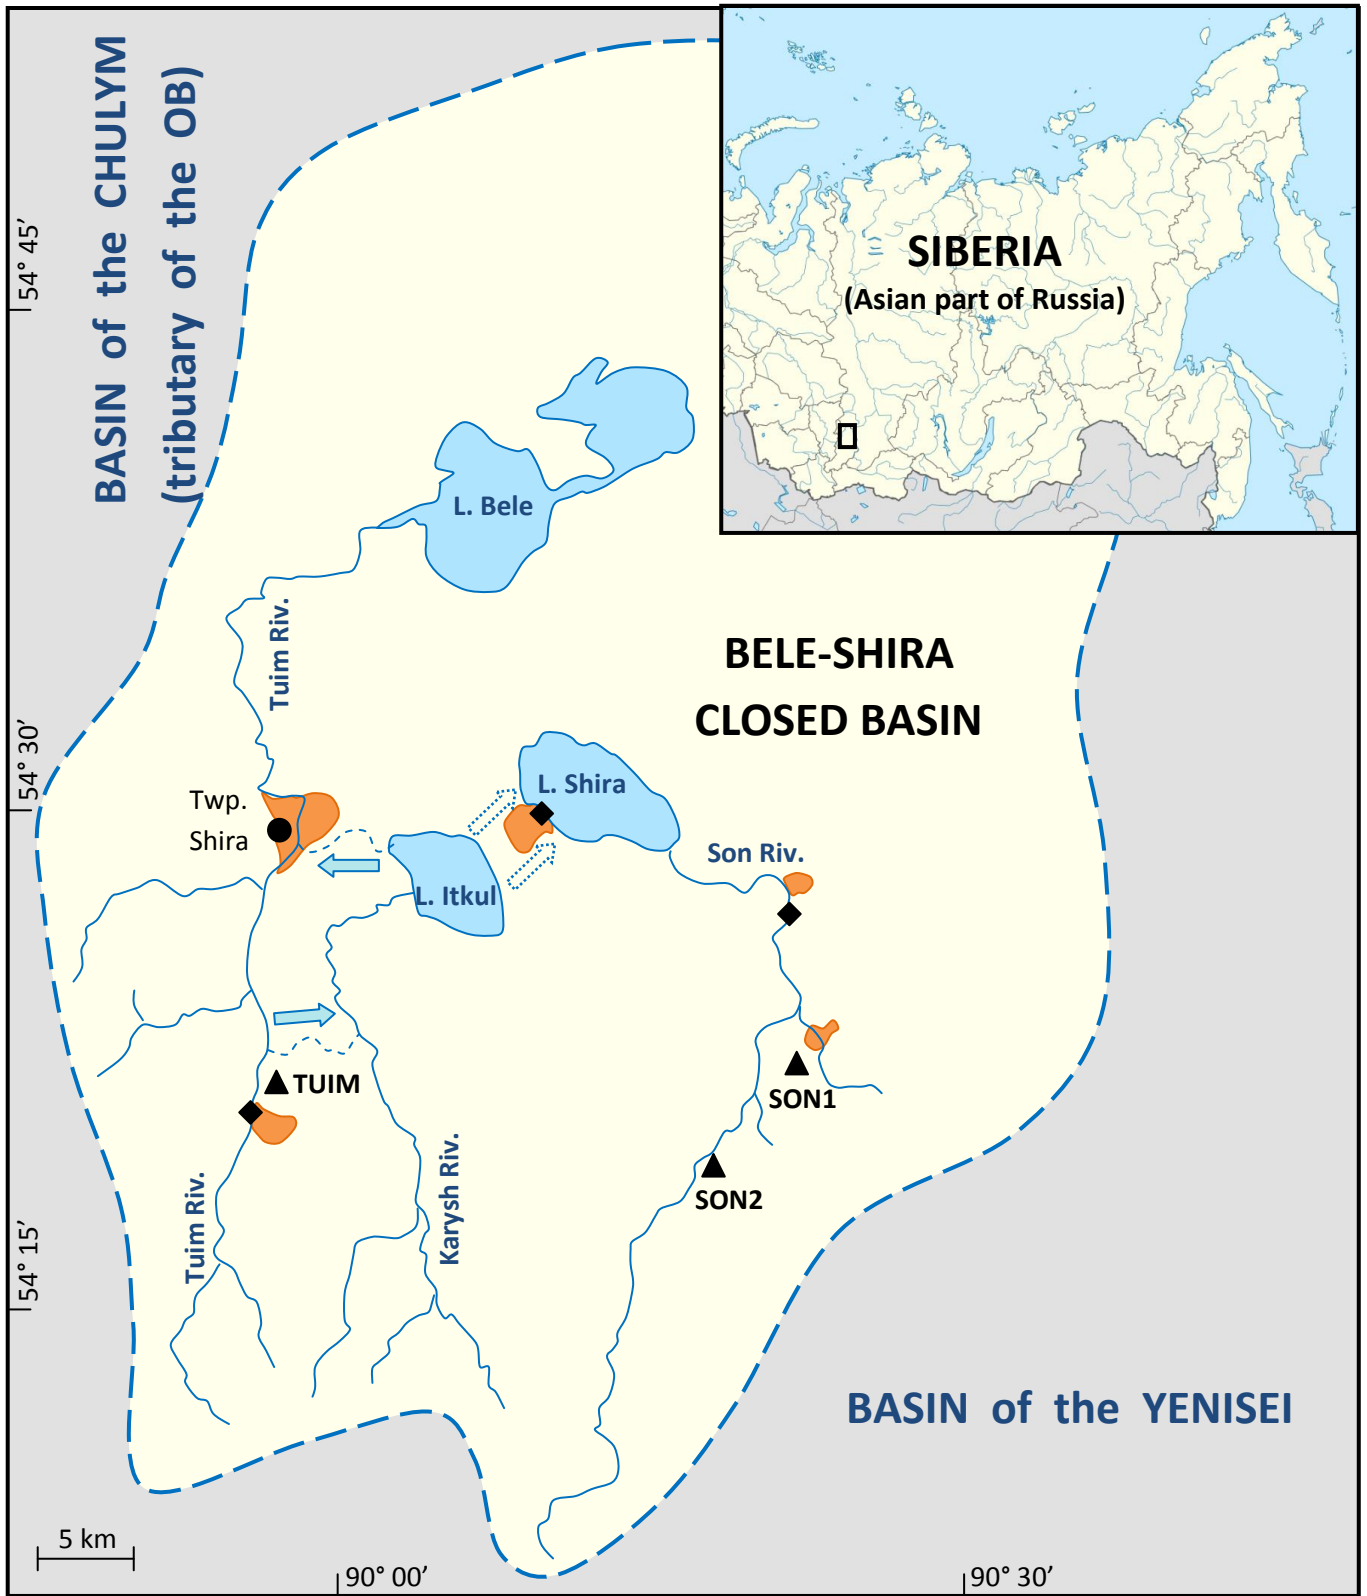 BASIN of the CHULYM
(tributary of the OB)
SIBERIA
(Asian part of Russia)
54° 45’
L. Bele
Tuim Riv.
BELE-SHIRA
CLOSED BASIN
54° 30’
L. Shira
Twp.
Shira
Son Riv.
L. Itkul
TUIM
SON1
Karysh Riv.
Tuim Riv.
SON2
54° 15’
BASIN of the YENISEI
5 km
90° 00’
90° 30’